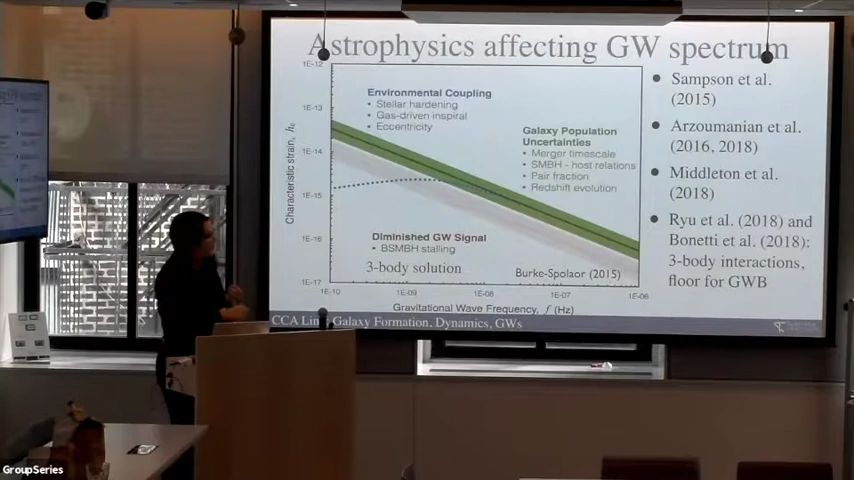 Astrophysics affecting GW spectrum
1E-12
1E-13
1E-14
1E-15
1E-16
1E-17
Characteristic strain, hc
Environmental Coupling
• Stellar hardening
• Gas-driven inspiral
• Eccentricity
Galaxy Population
Uncertainties
• Merger timescale
• SMBH - host relations
• Pair fraction
• Redshift evolution
Diminished GW Signal
• BSMBH stalling
3-body solution
Burke-Spolaor (2015)
1E-10
1E-09
1E-08
1E-07
1E-06
Gravitational Wave Frequency, f (Hz)
• Sampson et al.
(2015)
• Arzoumanian et al.
(2016, 2018)
• Middleton et al.
(2018)
• Ryu et al. (2018) and
Bonetti et al. (2018):
3-body interactions,
floor for GWB
CCA Galaxy Formation, Dynamics, GWs
GroupSeries